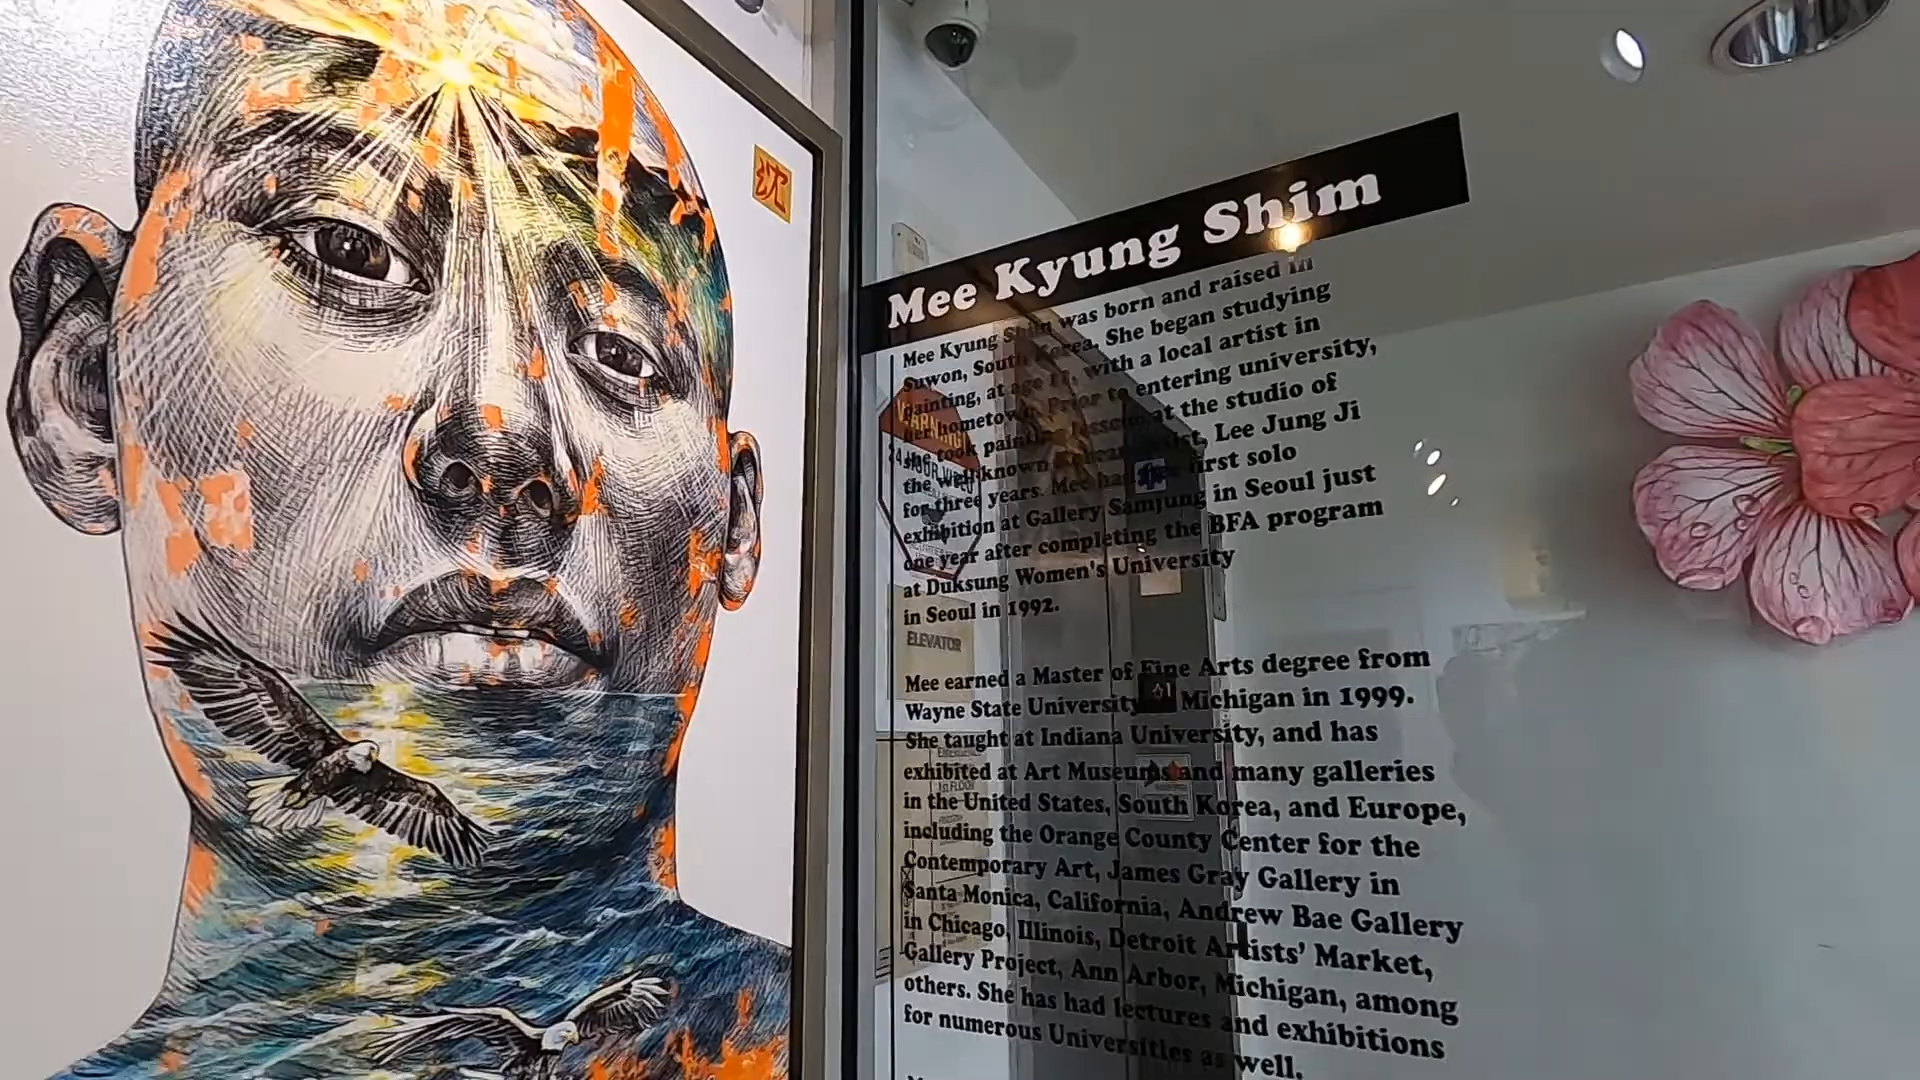 沈
Mee Kyung Shim
Mee Kyung Shim was born and raised in
Suwon, South Korea. She began studying
painting, at age 11, with a local artist in
her hometown. Prior to entering university,
she took painting lessons at the studio of
the well-known Korean artist, Lee Jung Ji
for three years. Mee had her first solo
exhibition at Gallery Samjung in Seoul just
one year after completing the BFA program
at Duksung Women's University
in Seoul in 1992.
ELEVATOR
Mee earned a Master of Fine Arts degree from
Wayne State University Michigan in 1999.
She taught at Indiana University, and has
exhibited at Art Museums and many galleries
in the United States, South Korea, and Europe,
including the Orange County Center for the
Contemporary Art, James Gray Gallery in
Santa Monica, California, Andrew Bae Gallery
in Chicago, Illinois, Detroit Artists' Market,
Gallery Project, Ann Arbor, Michigan, among
others. She has had lectures and exhibitions
for numerous Universities as well.
WARNING
24 HOUR
1st FLOOR